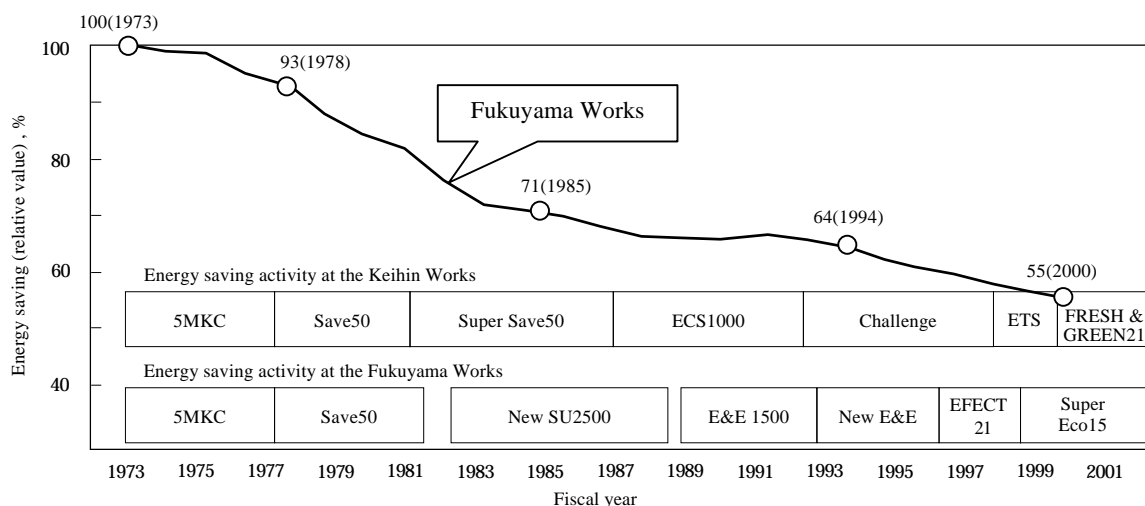 100(1973)
100
93(1978)
Fukuyama Works
80
71(1985)
64(1994)
60
Energy saving activity at the Keihin Works
55(2000)
5MKC
Save50
Super Save50
ECS1000
Challenge
ETS
FRESH &
GREEN21
Energy saving activity at the Fukuyama Works
40
5MKC
Save50
New SU2500
E&E 1500
New E&E
EFECT
21
Super
Eco15
1973 1975 1977 1979 1981 1983 1985 1987 1989 1991 1993 1995 1997 1999 2001
Fiscal year
Energy saving (relative value) , %